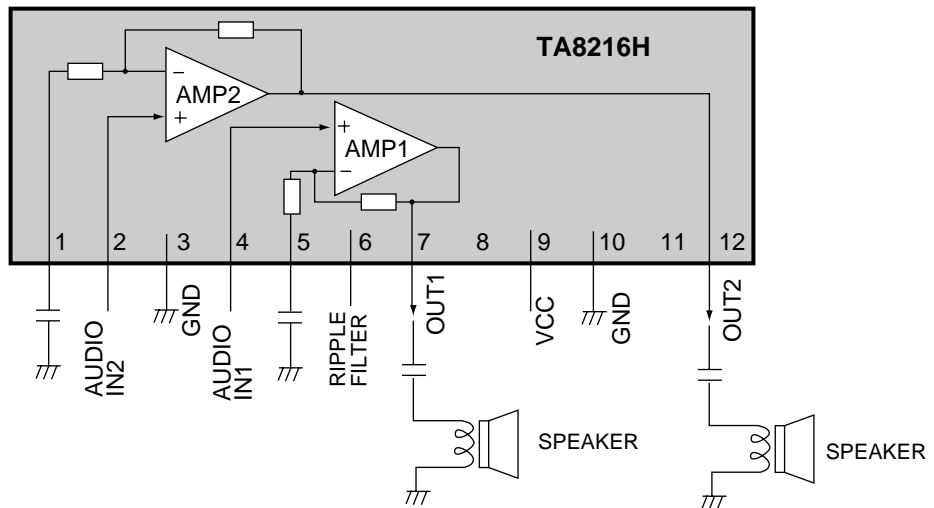 TA8216H
−
AMP2
+
+
AMP1
−
1 2 3 4 5 6 7 8 9 10 11 12
AUDIO
IN2
GND
AUDIO
IN1
RIPPLE
FILTER
OUT1
VCC
GND
OUT2
SPEAKER
SPEAKER